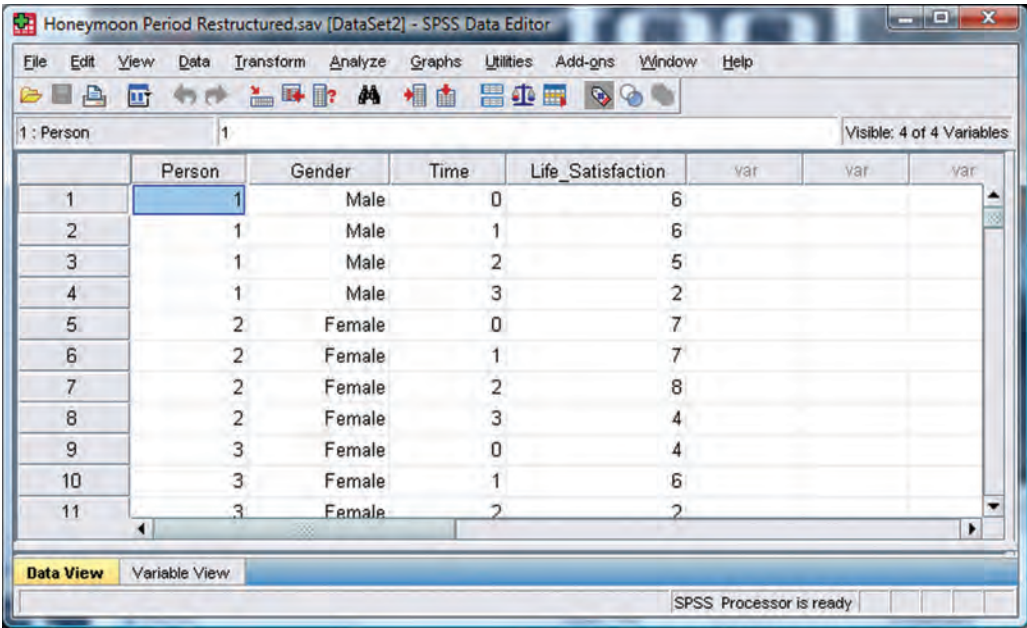 Honeymoon Period Restructured.sav [DataSet2] - SPSS Data Editor
File Edit View Data Transform Analyze Graphs Utilities Add-ons Window Help
1 : Person 1 Visible: 4 of 4 Variables
Person Gender Time Life_Satisfaction var var var
1 1 Male 0 6
2 1 Male 1 6
3 1 Male 2 5
4 1 Male 3 2
5 2 Female 0 7
6 2 Female 1 7
7 2 Female 2 8
8 2 Female 3 4
9 3 Female 0 4
10 3 Female 1 6
11 3 Female 2 2
Data View Variable View
SPSS Processor is ready